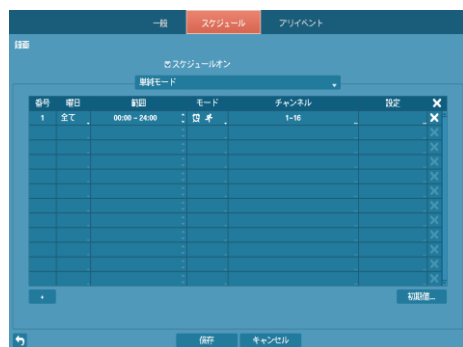 一般 スケジュール プリイベント
録画
スケジュールオン
単純モード
番号 曜日 範囲 モード チャンネル 設定 X
1 全て 00:00 ~ 24:00 1~16 X
+ 初期値...
保存 キャンセル